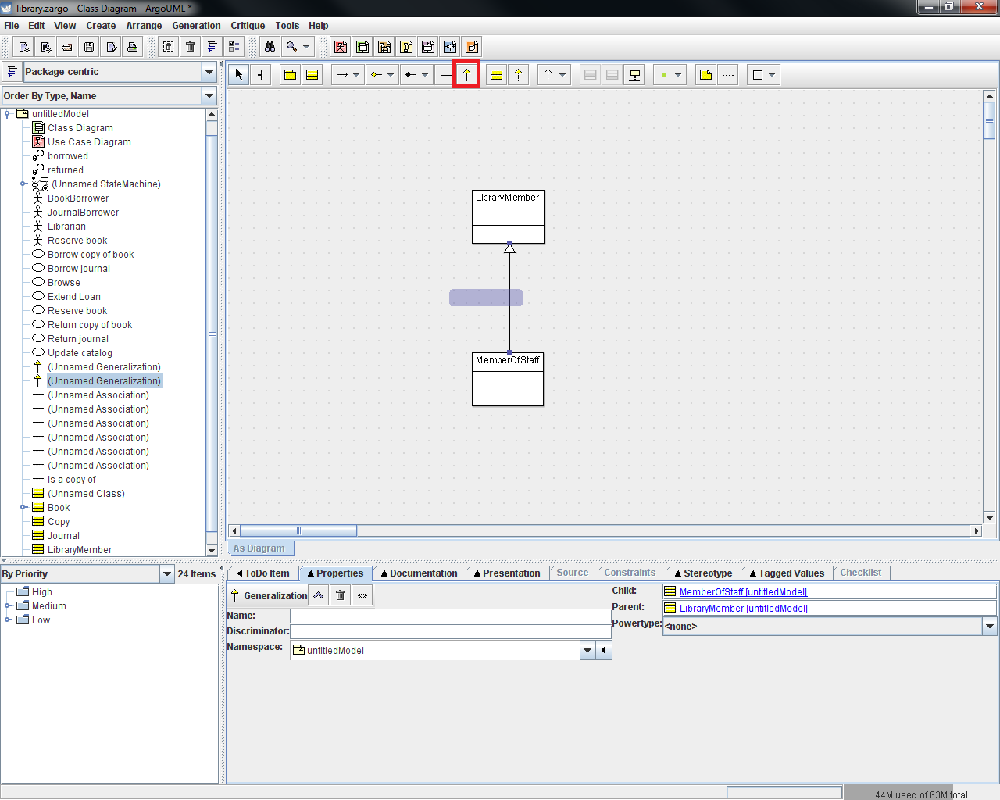 library.zargo - Class Diagram - ArgoUML *
File Edit View Create Arrange Generation Critique Tools Help
Package-centric
Order By Type, Name
untitledModel
Class Diagram
Use Case Diagram
borrowed
returned
(Unnamed StateMachine)
BookBorrower
JournalBorrower
Librarian
Reserve book
Borrow copy of book
Borrow journal
Browse
Extend Loan
Reserve book
Return copy of book
Return journal
Update catalog
(Unnamed Generalization)
(Unnamed Generalization)
(Unnamed Association)
(Unnamed Association)
(Unnamed Association)
(Unnamed Association)
(Unnamed Association)
(Unnamed Association)
is a copy of
(Unnamed Class)
Book
Copy
Journal
LibraryMember
LibraryMember
MemberOfStaff
As Diagram
By Priority 24 Items
High
Medium
Low
ToDo Item Properties Documentation Presentation Source Constraints Stereotype Tagged Values Checklist
Generalization
Name:
Discriminator:
Namespace: untitledModel
Child: MemberOfStaff [untitledModel]
Parent: LibraryMember [untitledModel]
Powertype: <none>
44M used of 63M total